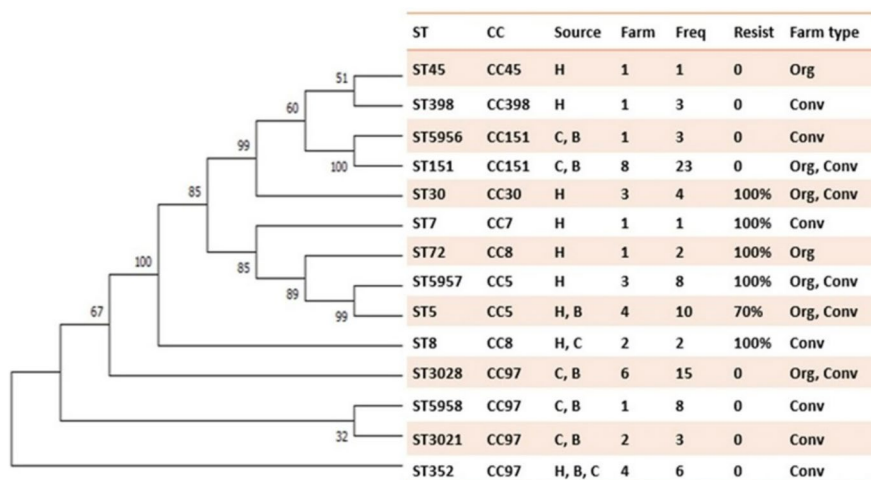 ST CC Source Farm Freq Resist Farm type
ST45 CC45 H 1 1 0 Org
51
ST398 CC398 H 1 3 0 Conv
60
ST5956 CC151 C, B 1 3 0 Conv
99
ST151 CC151 C, B 8 23 0 Org, Conv
100
85
ST30 CC30 H 3 4 100% Org, Conv
ST7 CC7 H 1 1 100% Conv
ST72 CC8 H 1 2 100% Org
100
85
ST5957 CC5 H 3 8 100% Org, Conv
89
ST5 CC5 H, B 4 10 70% Org, Conv
67
99
ST8 CC8 H, C 2 2 100% Conv
ST3028 CC97 C, B 6 15 0 Org, Conv
ST5958 CC97 C, B 1 8 0 Conv
32
ST3021 CC97 C, B 2 3 0 Conv
ST352 CC97 H, B, C 4 6 0 Conv